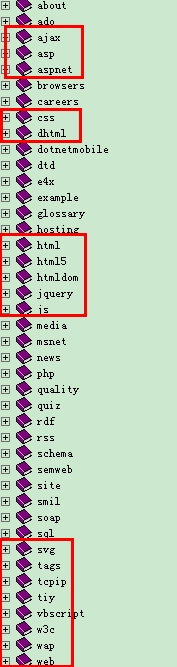 about
ado
ajax
asp
aspnet
browsers
careers
css
dhtml
dotnetmobile
dtd
e4x
example
glossary
hosting
html
html5
htmldom
jquery
js
media
msnet
news
php
quality
quiz
rdf
rss
schema
semweb
site
smil
soap
sql
svg
tags
tcpip
tiy
vbscript
w3c
wap
web